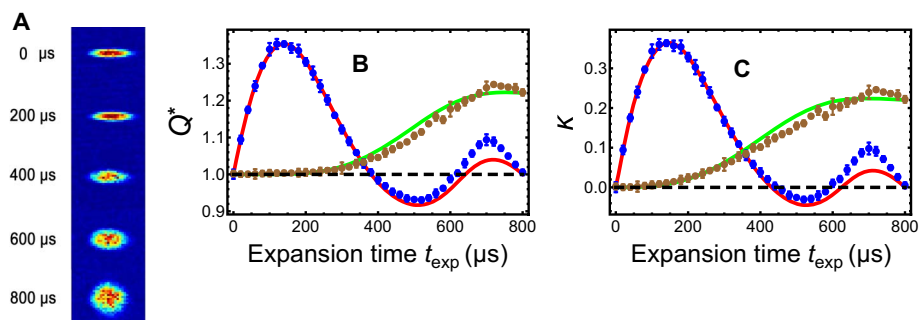 A
0 μs
200 μs
400 μs
600 μs
800 μs
B
Q*
1.3
1.2
1.1
1.0
0.9
0 200 400 600 800
Expansion time t_exp (μs)
C
κ
0.3
0.2
0.1
0.0
0 200 400 600 800
Expansion time t_exp (μs)